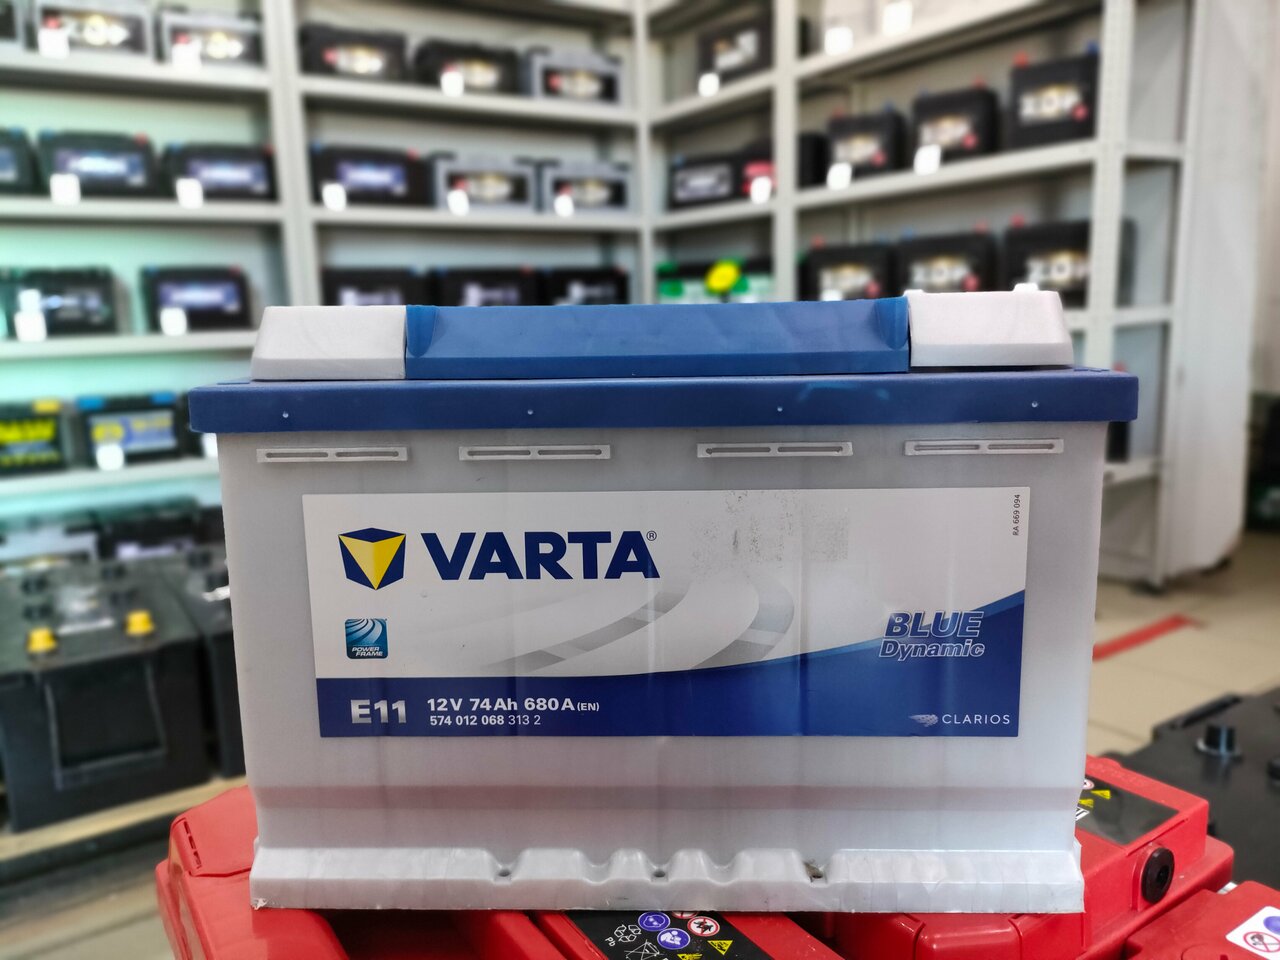 VARTA®
RA 669 094
POWER
FRAME
BLUE
Dynamic
E11
12V 74Ah 680A (EN)
574 012 068 313 2
CLARIOS